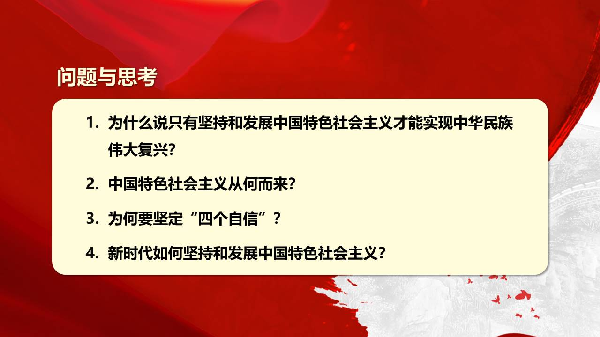 问题与思考
1. 为什么说只有坚持和发展中国特色社会主义才能实现中华民族
伟大复兴？
2. 中国特色社会主义从何而来？
3. 为何要坚定“四个自信”？
4. 新时代如何坚持和发展中国特色社会主义？